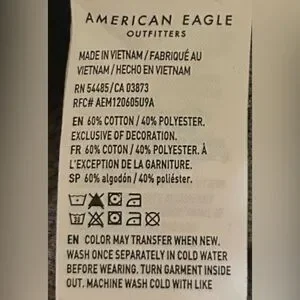 AMERICAN EAGLE
OUTFITTERS
MADE IN VIETNAM / FABRIQUÉ AU
VIETNAM / HECHO EN VIETNAM
RN 54485/CA 03873
RFC# AEM120605U9A
EN 60% COTTON / 40% POLYESTER.
EXCLUSIVE OF DECORATION.
FR 60% COTON / 40% POLYESTER. À
L'EXCEPTION DE LA GARNITURE.
SP 60% algodón / 40% poliéster.
EN COLOR MAY TRANSFER WHEN NEW.
WASH ONCE SEPARATELY IN COLD WATER
BEFORE WEARING. TURN GARMENT INSIDE
OUT. MACHINE WASH COLD WITH LIKE